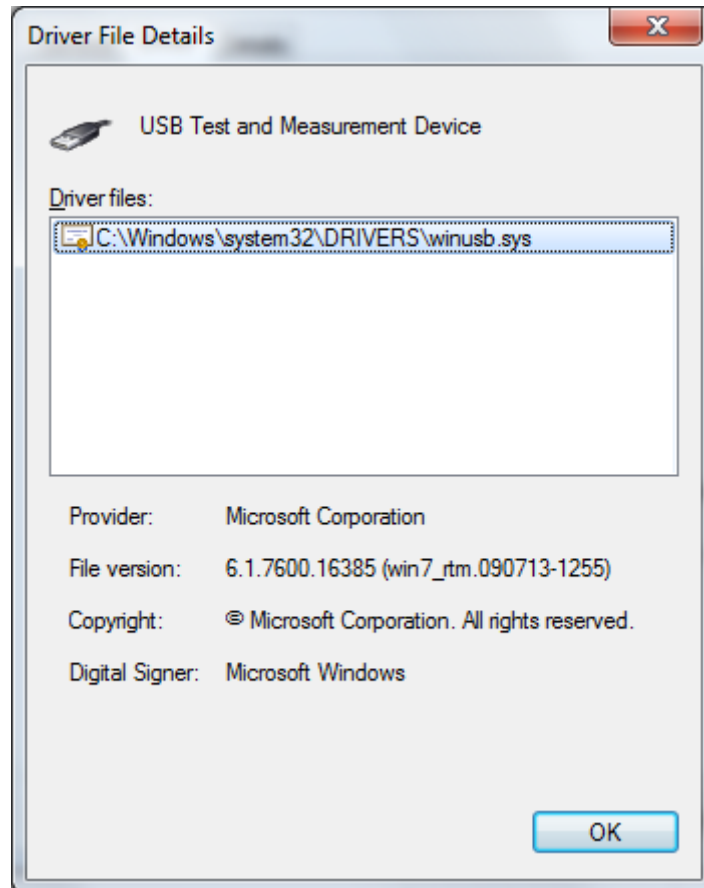 Driver File Details
USB Test and Measurement Device
Driver files:
C:\Windows\system32\DRIVERS\winusb.sys
Provider: Microsoft Corporation
File version: 6.1.7600.16385 (win7_rtm.090713-1255)
Copyright: © Microsoft Corporation. All rights reserved.
Digital Signer: Microsoft Windows
OK